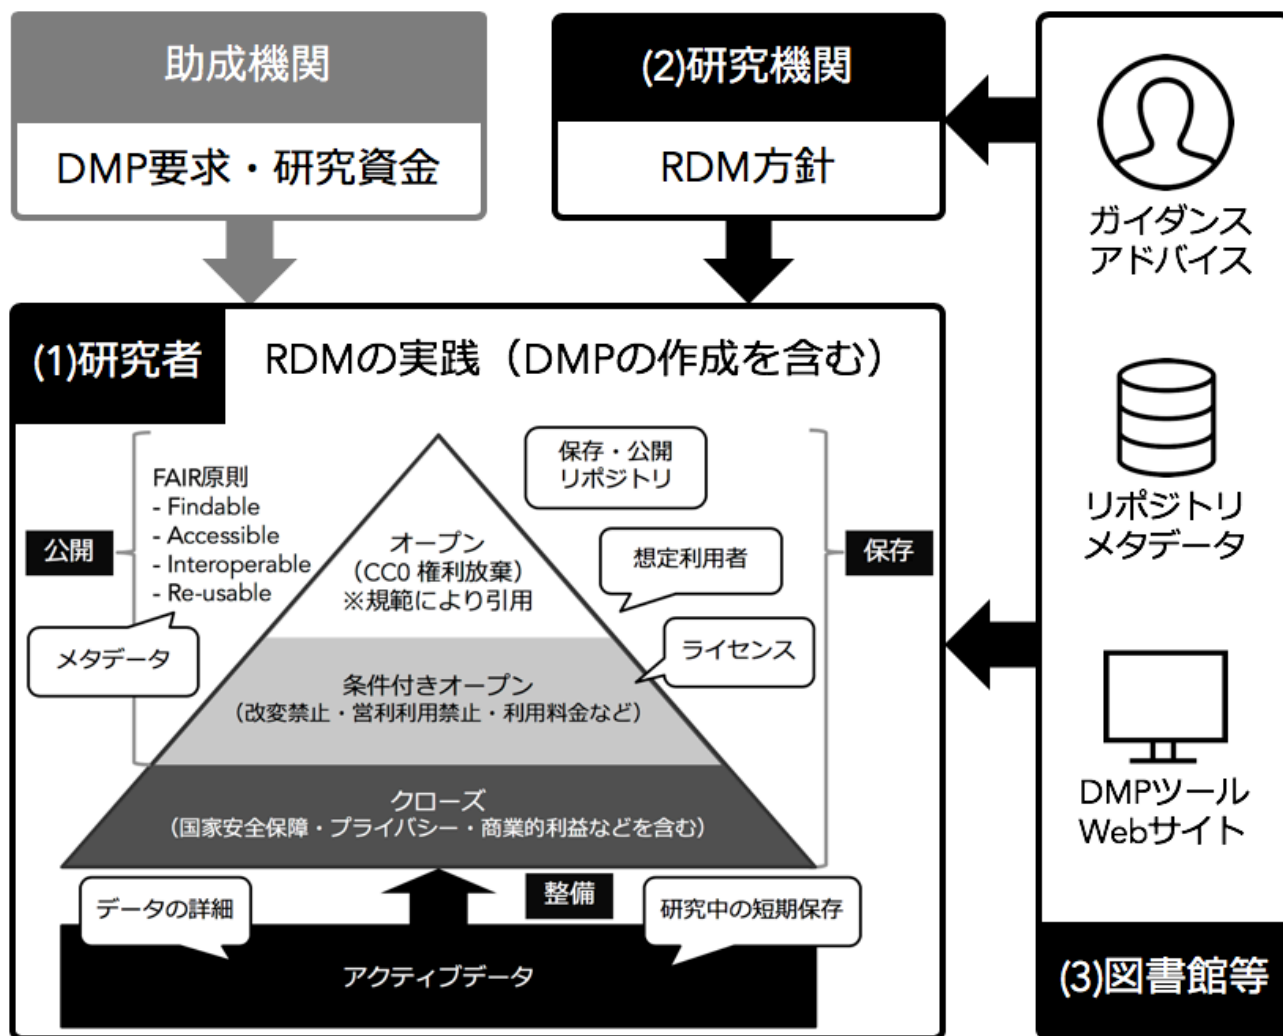 助成機関
DMP要求・研究資金
(2)研究機関
RDM方針
ガイダンス
アドバイス
リポジトリ
メタデータ
DMPツール
Webサイト
(3)図書館等
(1)研究者
RDMの実践（DMPの作成を含む）
公開
FAIR原則
- Findable
- Accessible
- Interoperable
- Re-usable
メタデータ
保存・公開
リポジトリ
想定利用者
ライセンス
保存
オープン
（CC0 権利放棄）
※規範により引用
条件付きオープン
（改変禁止・営利利用禁止・利用料金など）
クローズ
（国家安全保障・プライバシー・商業的利益などを含む）
データの詳細
整備
研究中の短期保存
アクティブデータ